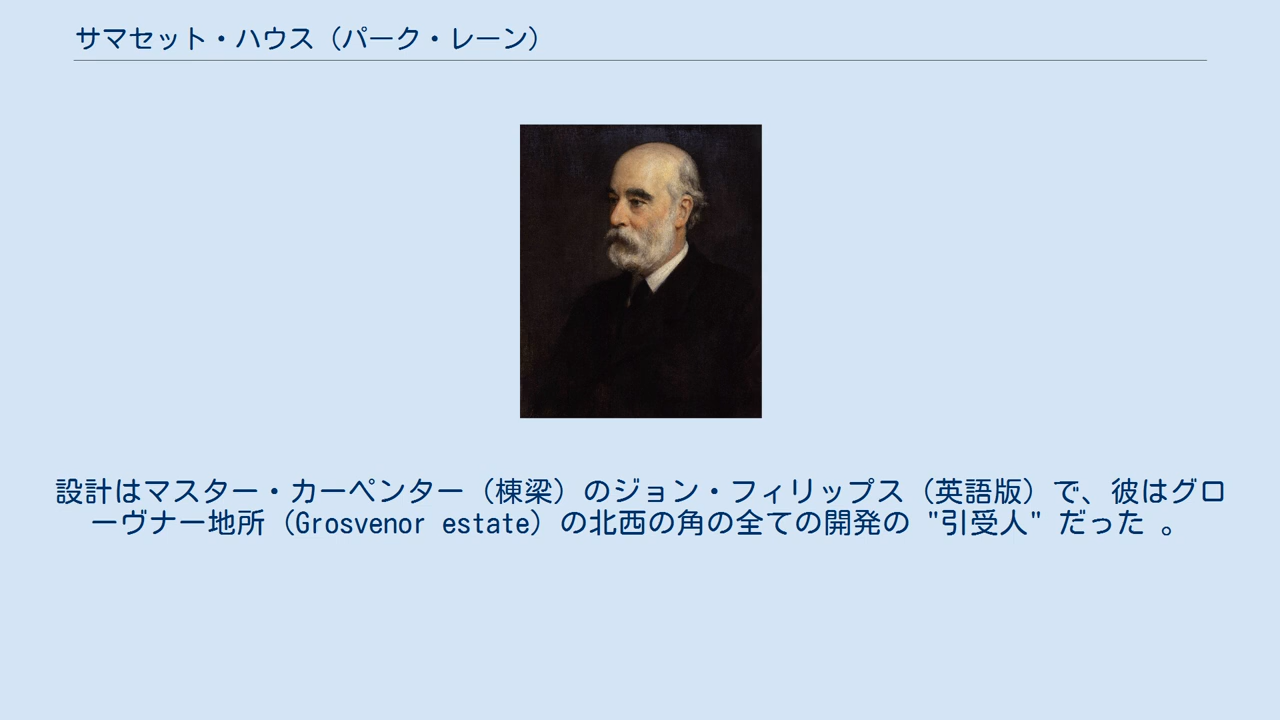 サマセット・ハウス（パーク・レーン）
設計はマスター・カーペンター（棟梁）のジョン・フィリップス（英語版）で、彼はグロ
ーヴナー地所（Grosvenor estate）の北西の角の全ての開発の "引受人" だった 。